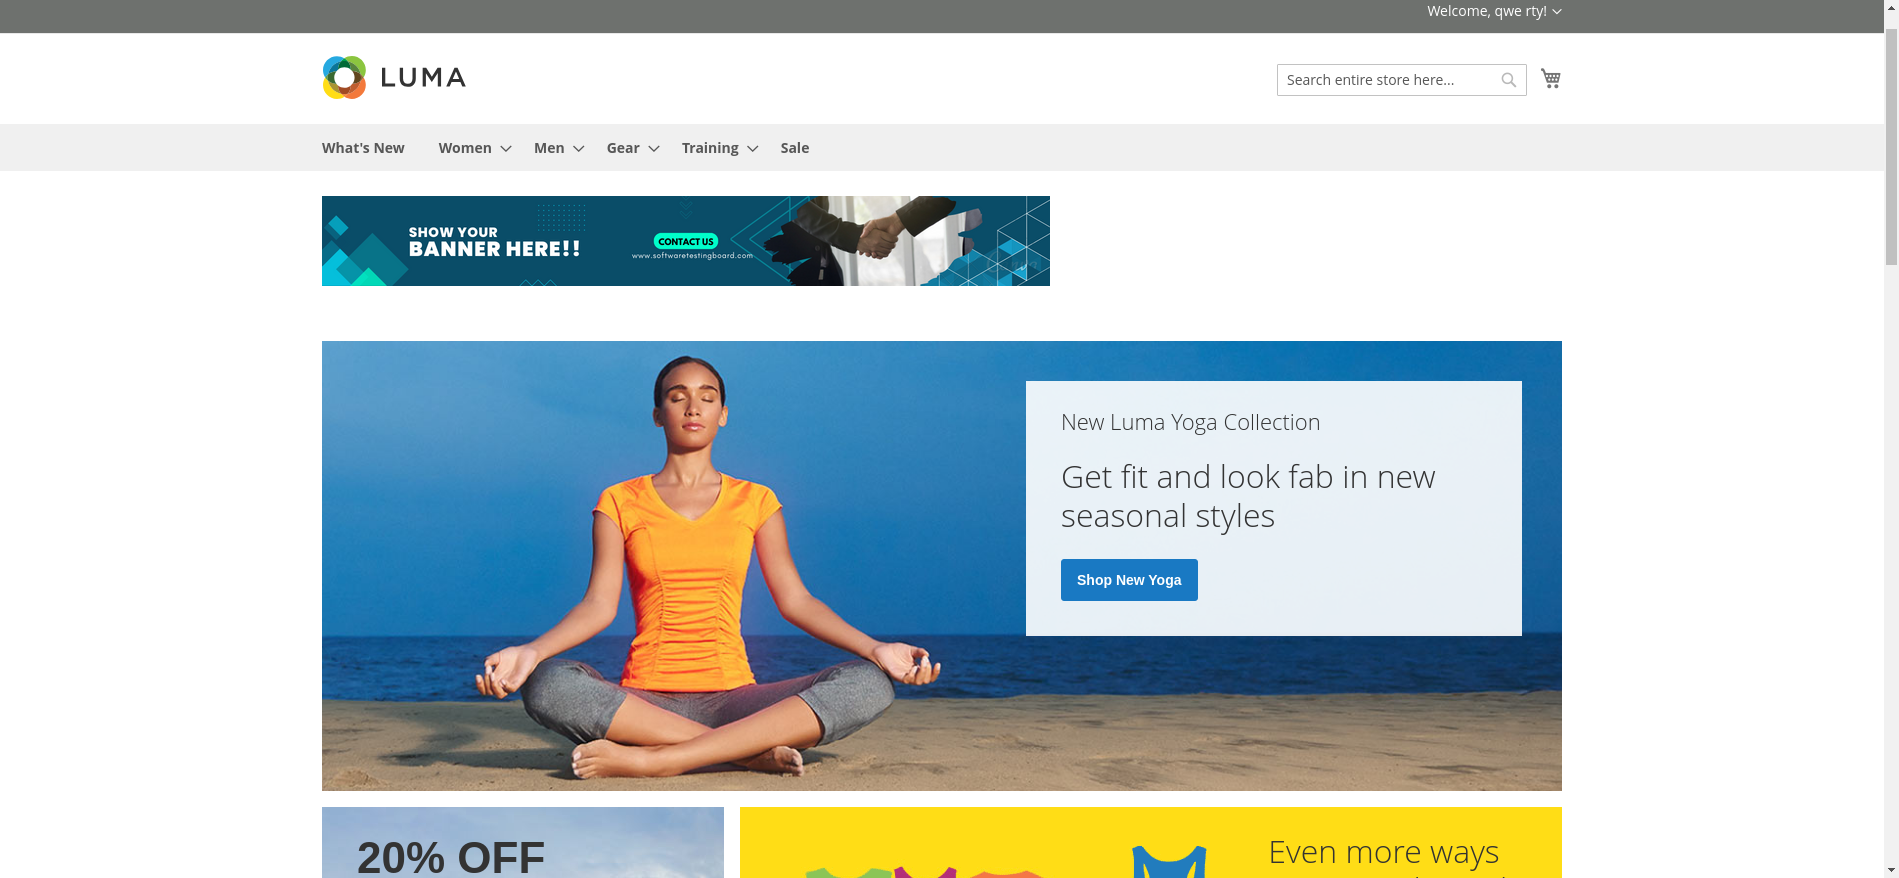 Welcome, qwe rty!
LUMA
Search entire store here...
What's New Women Men Gear Training Sale
SHOW YOUR
BANNER HERE!!
CONTACT US
www.softwaretestingboard.com
New Luma Yoga Collection
Get fit and look fab in new
seasonal styles
Shop New Yoga
20% OFF
Even more ways